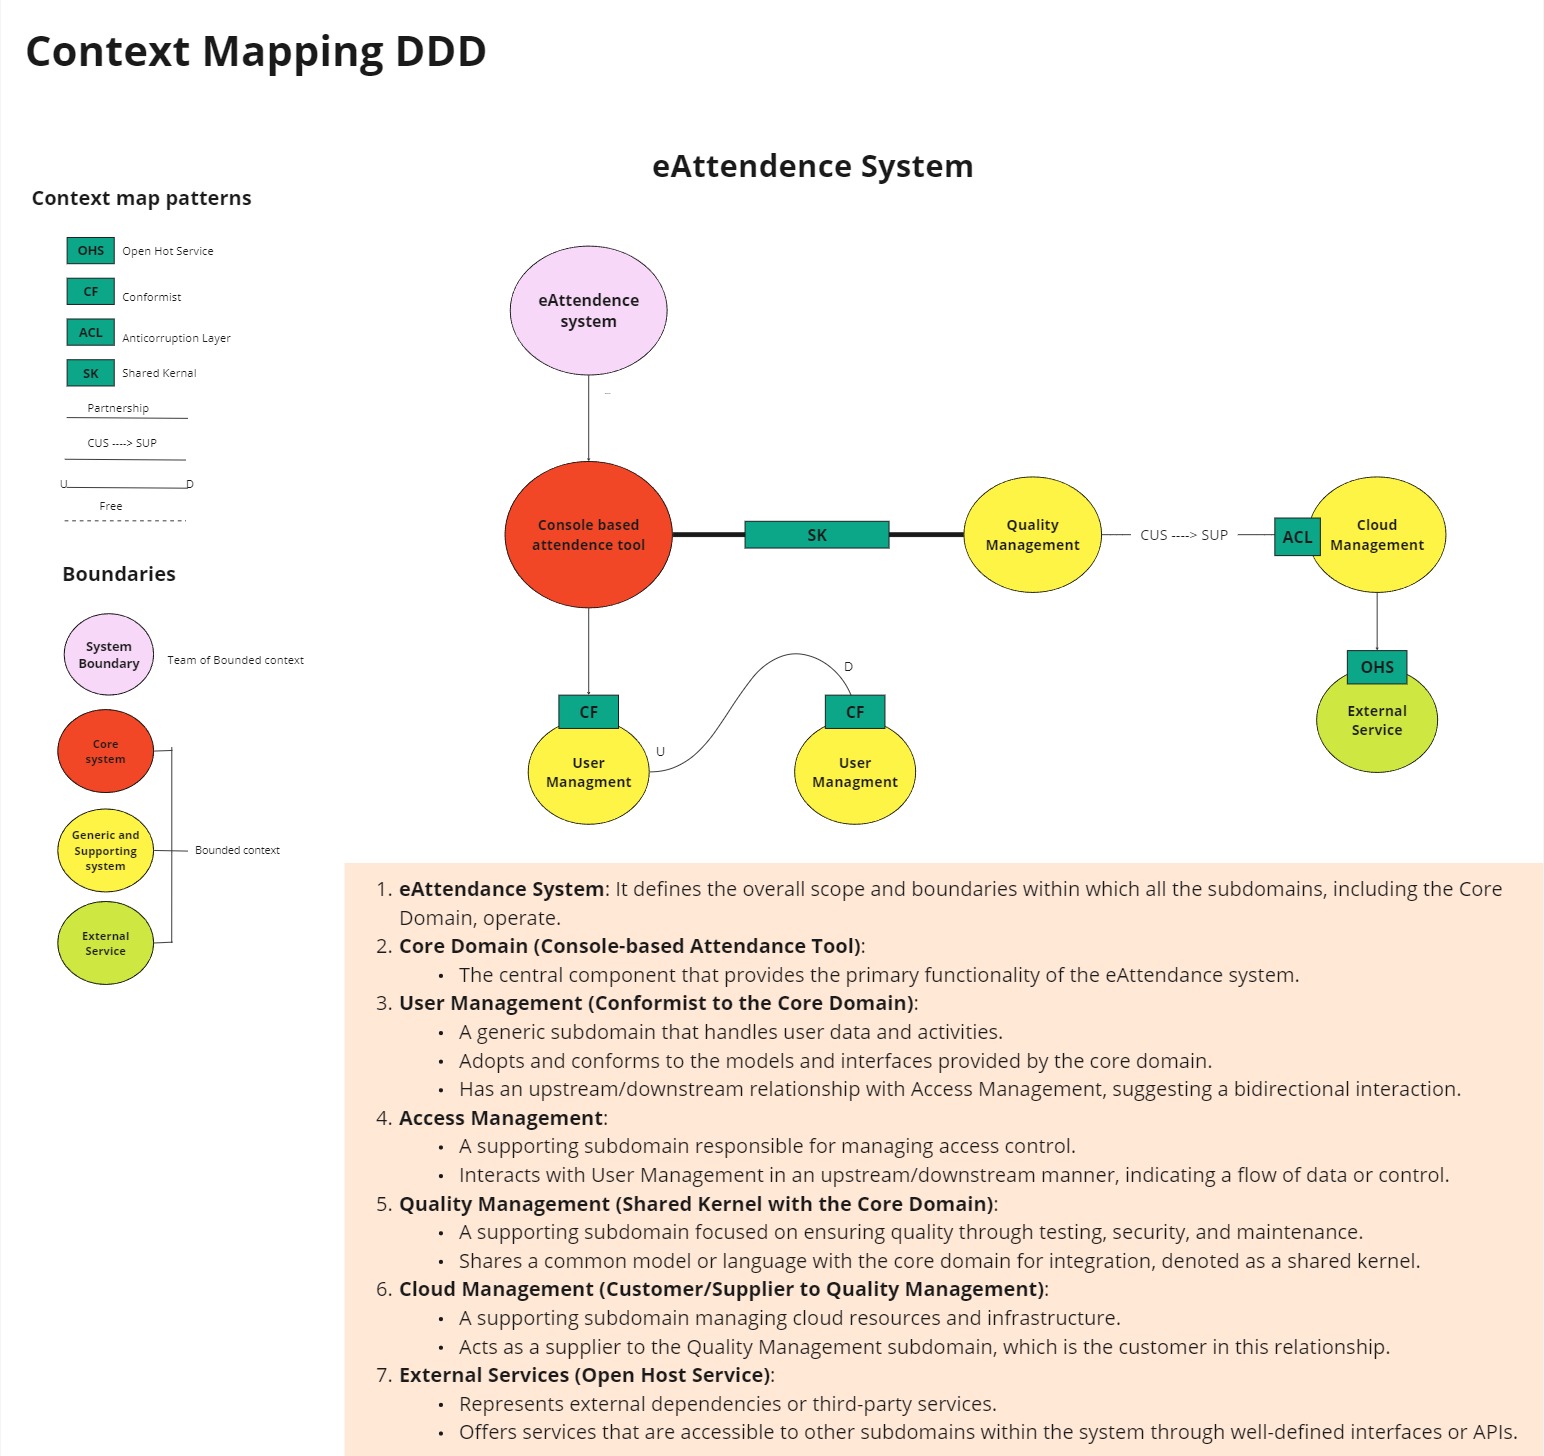 Context Mapping DDD
eAttendence System
Context map patterns
OHS Open Hot Service
CF Conformist
ACL Anticorruption Layer
SK Shared Kernal
Partnership
CUS ----> SUP
U D
Free
Boundaries
System
Boundary
Team of Bounded context
Core
system
Generic and
Supporting
system
Bounded context
External
Service
eAttendence
system
Console based
attendence tool
SK
Quality
Management
CUS ----> SUP
ACL
Cloud
Management
CF
User
Managment
U
D
CF
User
Managment
OHS
External
Service
1. eAttendance System: It defines the overall scope and boundaries within which all the subdomains, including the Core
Domain, operate.
2. Core Domain (Console-based Attendance Tool):
• The central component that provides the primary functionality of the eAttendance system.
3. User Management (Conformist to the Core Domain):
• A generic subdomain that handles user data and activities.
• Adopts and conforms to the models and interfaces provided by the core domain.
• Has an upstream/downstream relationship with Access Management, suggesting a bidirectional interaction.
4. Access Management:
• A supporting subdomain responsible for managing access control.
• Interacts with User Management in an upstream/downstream manner, indicating a flow of data or control.
5. Quality Management (Shared Kernel with the Core Domain):
• A supporting subdomain focused on ensuring quality through testing, security, and maintenance.
• Shares a common model or language with the core domain for integration, denoted as a shared kernel.
6. Cloud Management (Customer/Supplier to Quality Management):
• A supporting subdomain managing cloud resources and infrastructure.
• Acts as a supplier to the Quality Management subdomain, which is the customer in this relationship.
7. External Services (Open Host Service):
• Represents external dependencies or third-party services.
• Offers services that are accessible to other subdomains within the system through well-defined interfaces or APIs.